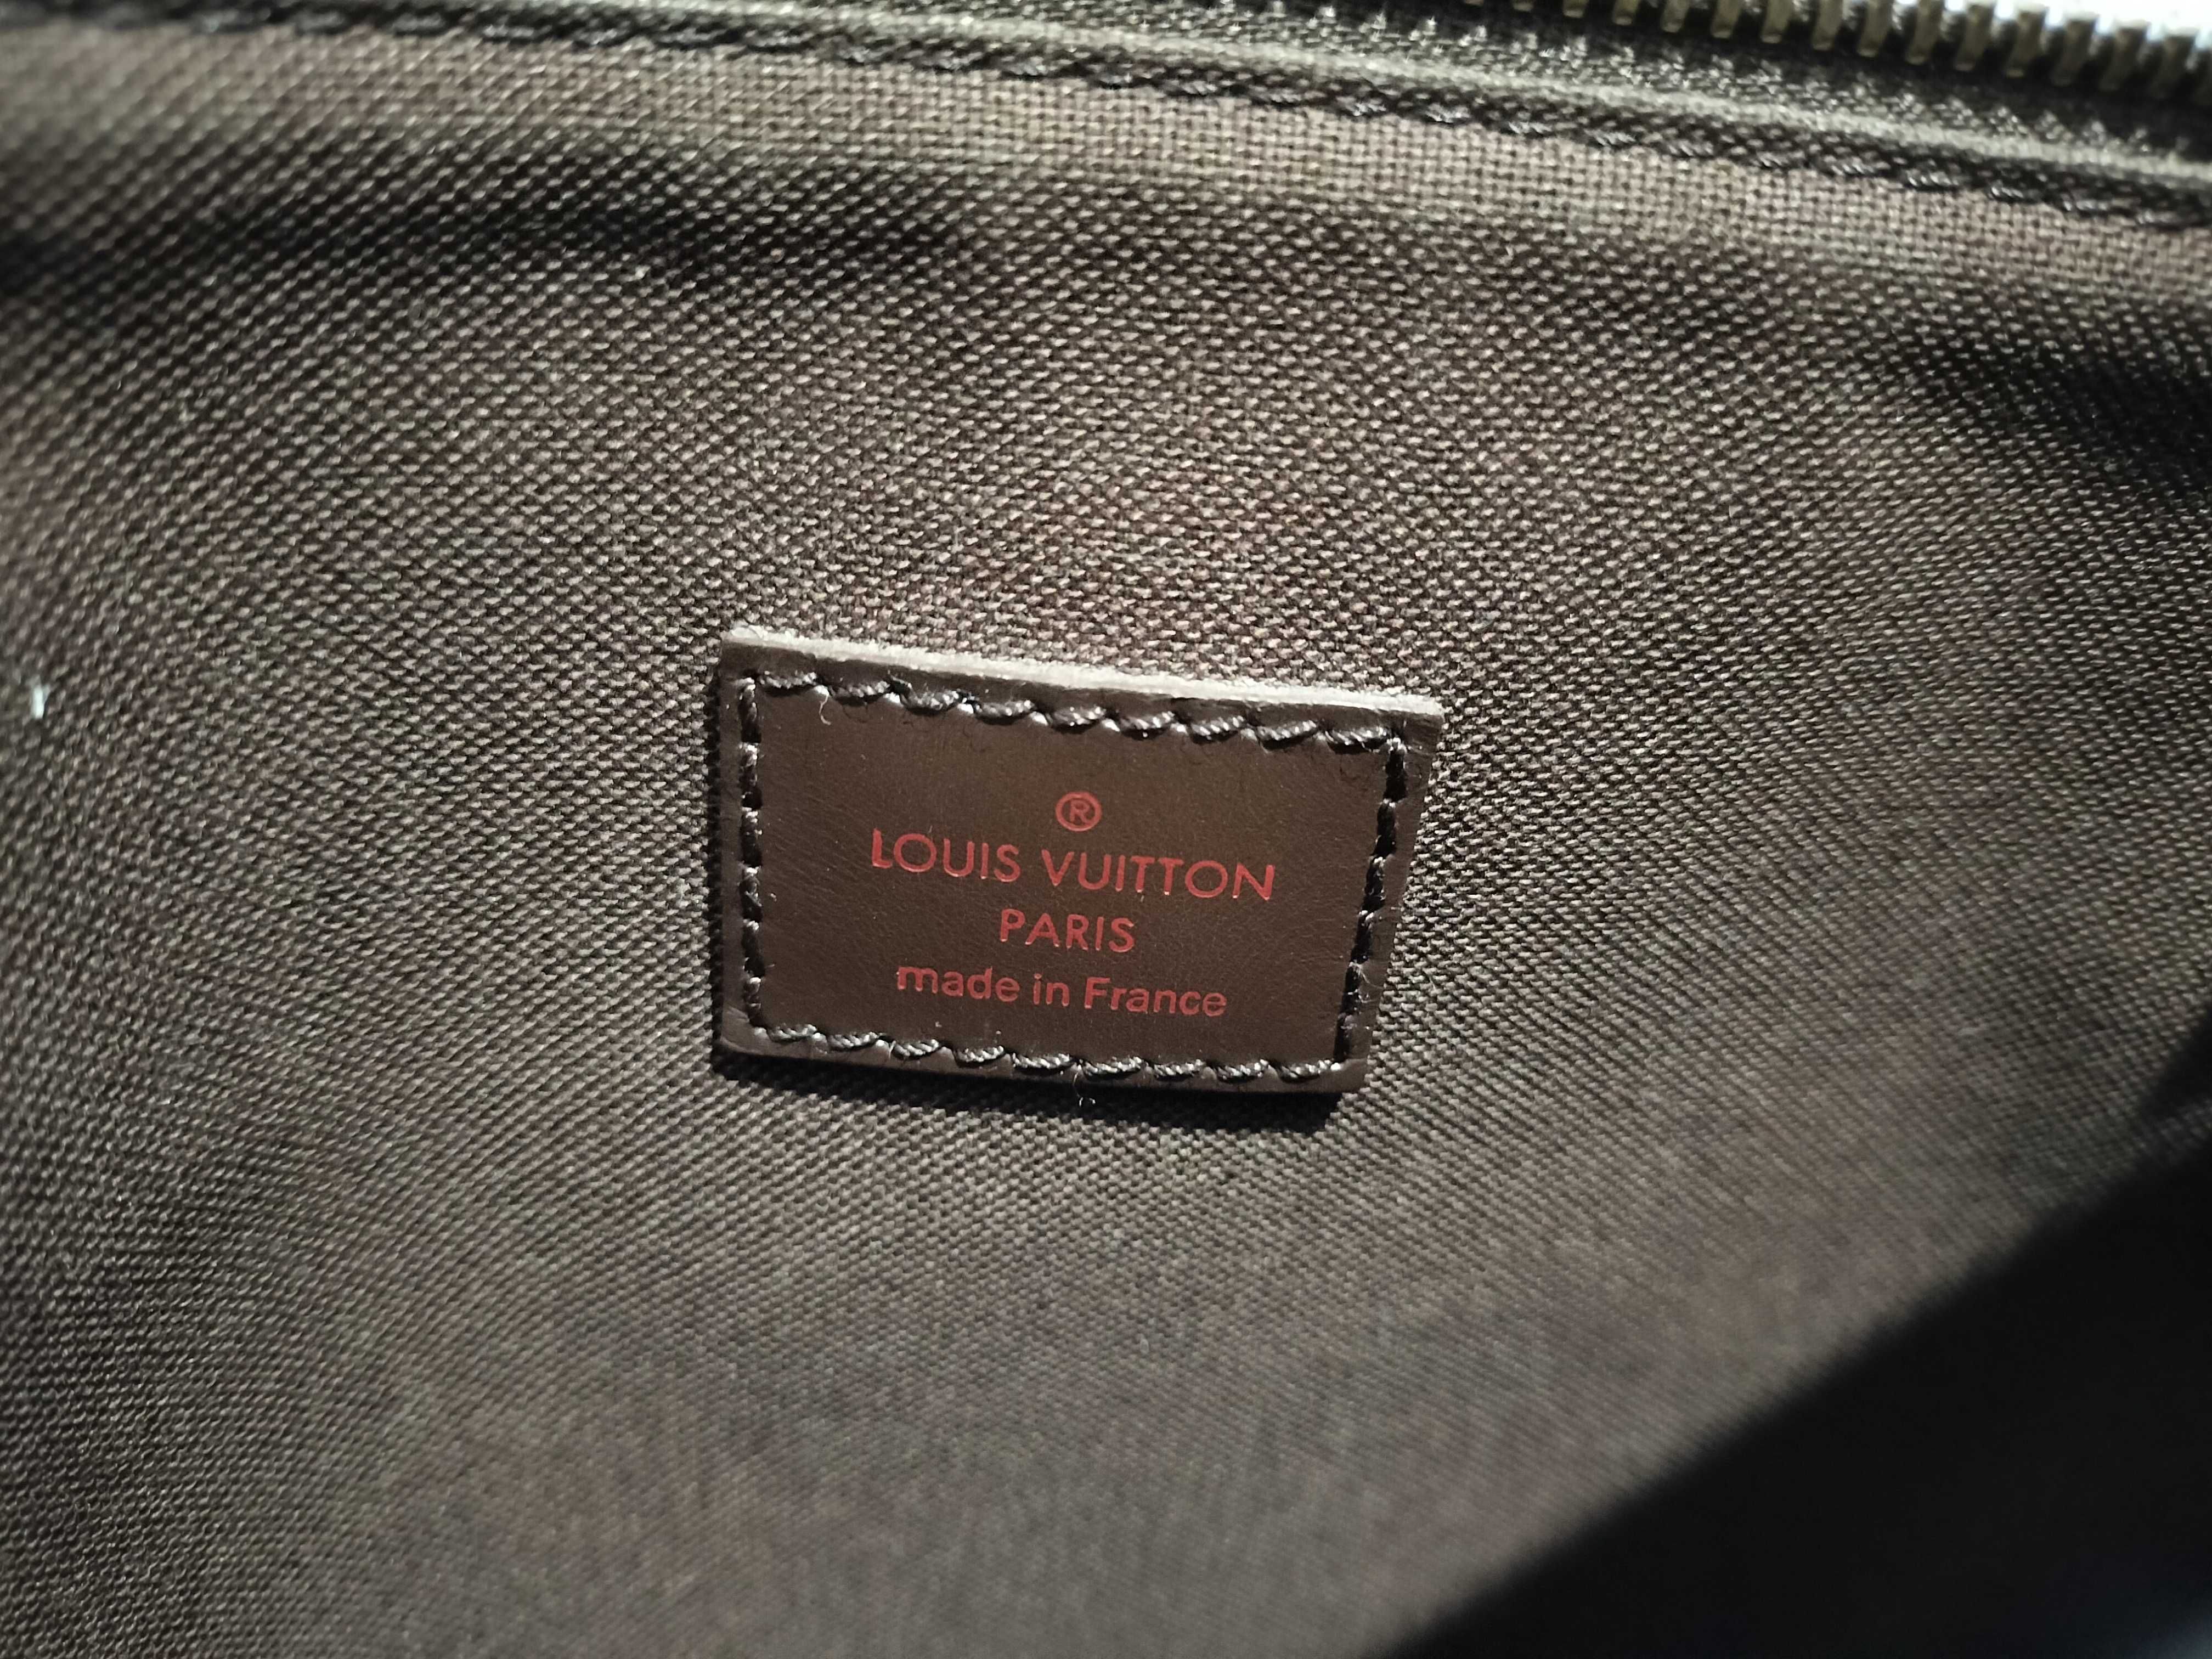 ®
LOUIS VUITTON
PARIS
made in France